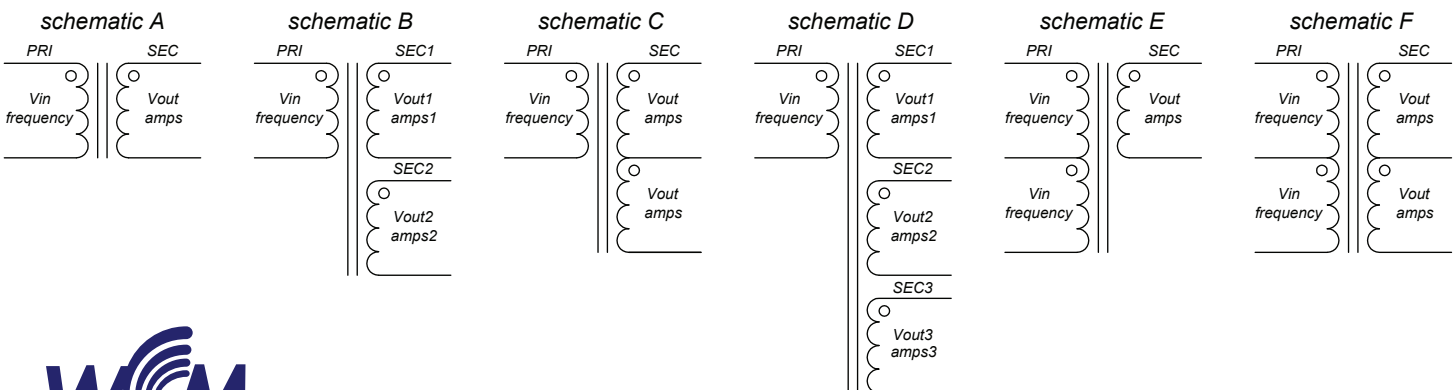 schematic A
PRI
SEC
Vin
frequency
Vout
amps
schematic B
PRI
SEC1
Vin
frequency
Vout1
amps1
SEC2
Vout2
amps2
schematic C
PRI
SEC
Vin
frequency
Vout
amps
Vout
amps
schematic D
PRI
SEC1
Vin
frequency
Vout1
amps1
SEC2
Vout2
amps2
SEC3
Vout3
amps3
schematic E
PRI
SEC
Vin
frequency
Vout
amps
Vin
frequency
schematic F
PRI
SEC
Vin
frequency
Vout
amps
Vin
frequency
Vout
amps